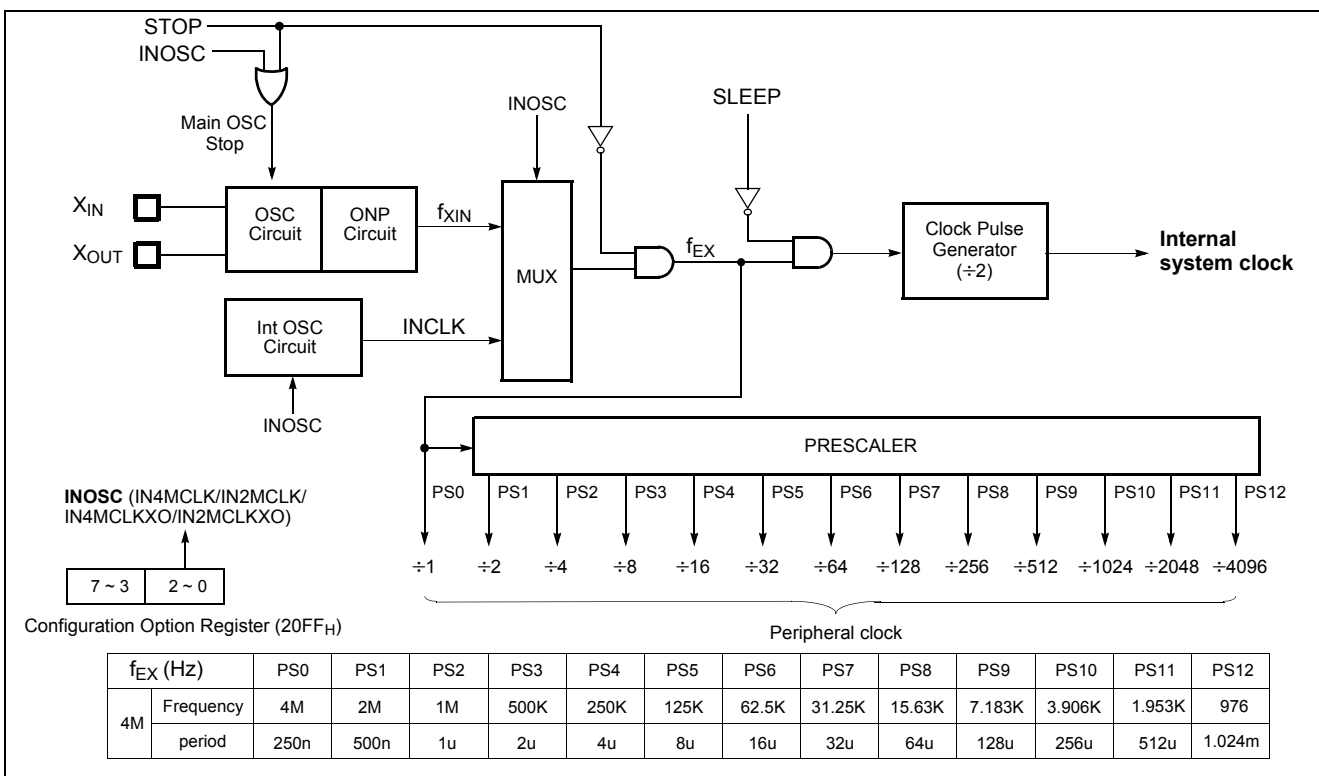 STOP
INOSC
Main OSC
Stop
INOSC
SLEEP
XIN
XOUT
OSC
Circuit
ONP
Circuit
fXIN
MUX
fEX
Clock Pulse
Generator
(÷2)
Internal
system clock
Int OSC
Circuit
INCLK
INOSC
PRESCALER
PS0 PS1 PS2 PS3 PS4 PS5 PS6 PS7 PS8 PS9 PS10 PS11 PS12
÷1 ÷2 ÷4 ÷8 ÷16 ÷32 ÷64 ÷128 ÷256 ÷512 ÷1024 ÷2048 ÷4096
Peripheral clock
INOSC (IN4MCLK/IN2MCLK/
IN4MCLKXO/IN2MCLKXO)
7 ~ 3 2 ~ 0
Configuration Option Register (20FFH)
fEX (Hz) PS0 PS1 PS2 PS3 PS4 PS5 PS6 PS7 PS8 PS9 PS10 PS11 PS12
4M Frequency 4M 2M 1M 500K 250K 125K 62.5K 31.25K 15.63K 7.183K 3.906K 1.953K 976
period 250n 500n 1u 2u 4u 8u 16u 32u 64u 128u 256u 512u 1.024m